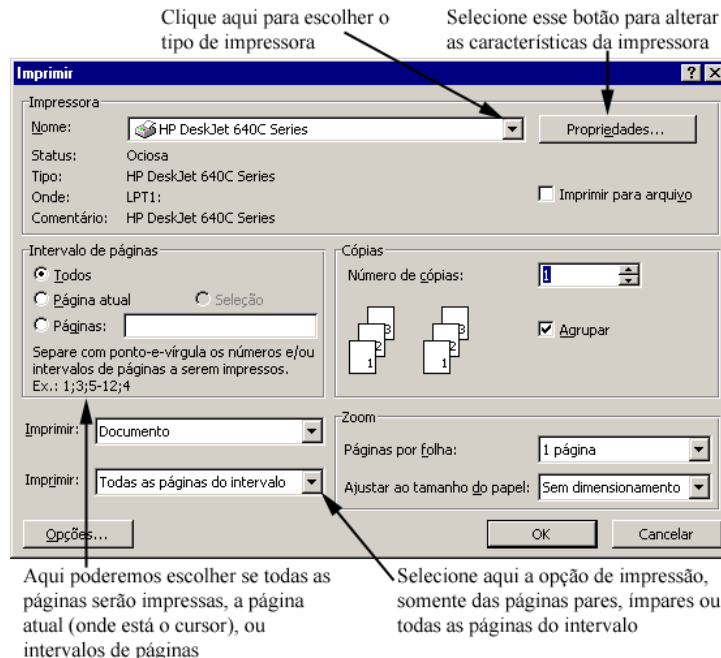 Clique aqui para escolher o
tipo de impressora
Selecione esse botão para alterar
as características da impressora
Imprimir
Impressora
Nome: HP DeskJet 640C Series
Propriedades...
Status: Ociosa
Tipo: HP DeskJet 640C Series
Onde: LPT1:
Imprimir para arquivo
Comentário: HP DeskJet 640C Series
Intervalo de páginas
Todos
Página atual
Seleção
Páginas:
Separe com ponto-e-vírgula os números e/ou
intervalos de páginas a serem impressos.
Ex.: 1;3;5-12;4
Cópias
Número de cópias: 1
3 3
2 2
1 1
Agrupar
Imprimir: Documento
Imprimir: Todas as páginas do intervalo
Zoom
Páginas por folha: 1 página
Ajustar ao tamanho do papel: Sem dimensionamento
Opções...
OK
Cancelar
Aqui poderemos escolher se todas as
páginas serão impressas, a página
atual (onde está o cursor), ou
intervalos de páginas
Selecione aqui a opção de impressão,
somente das páginas pares, ímpares ou
todas as páginas do intervalo